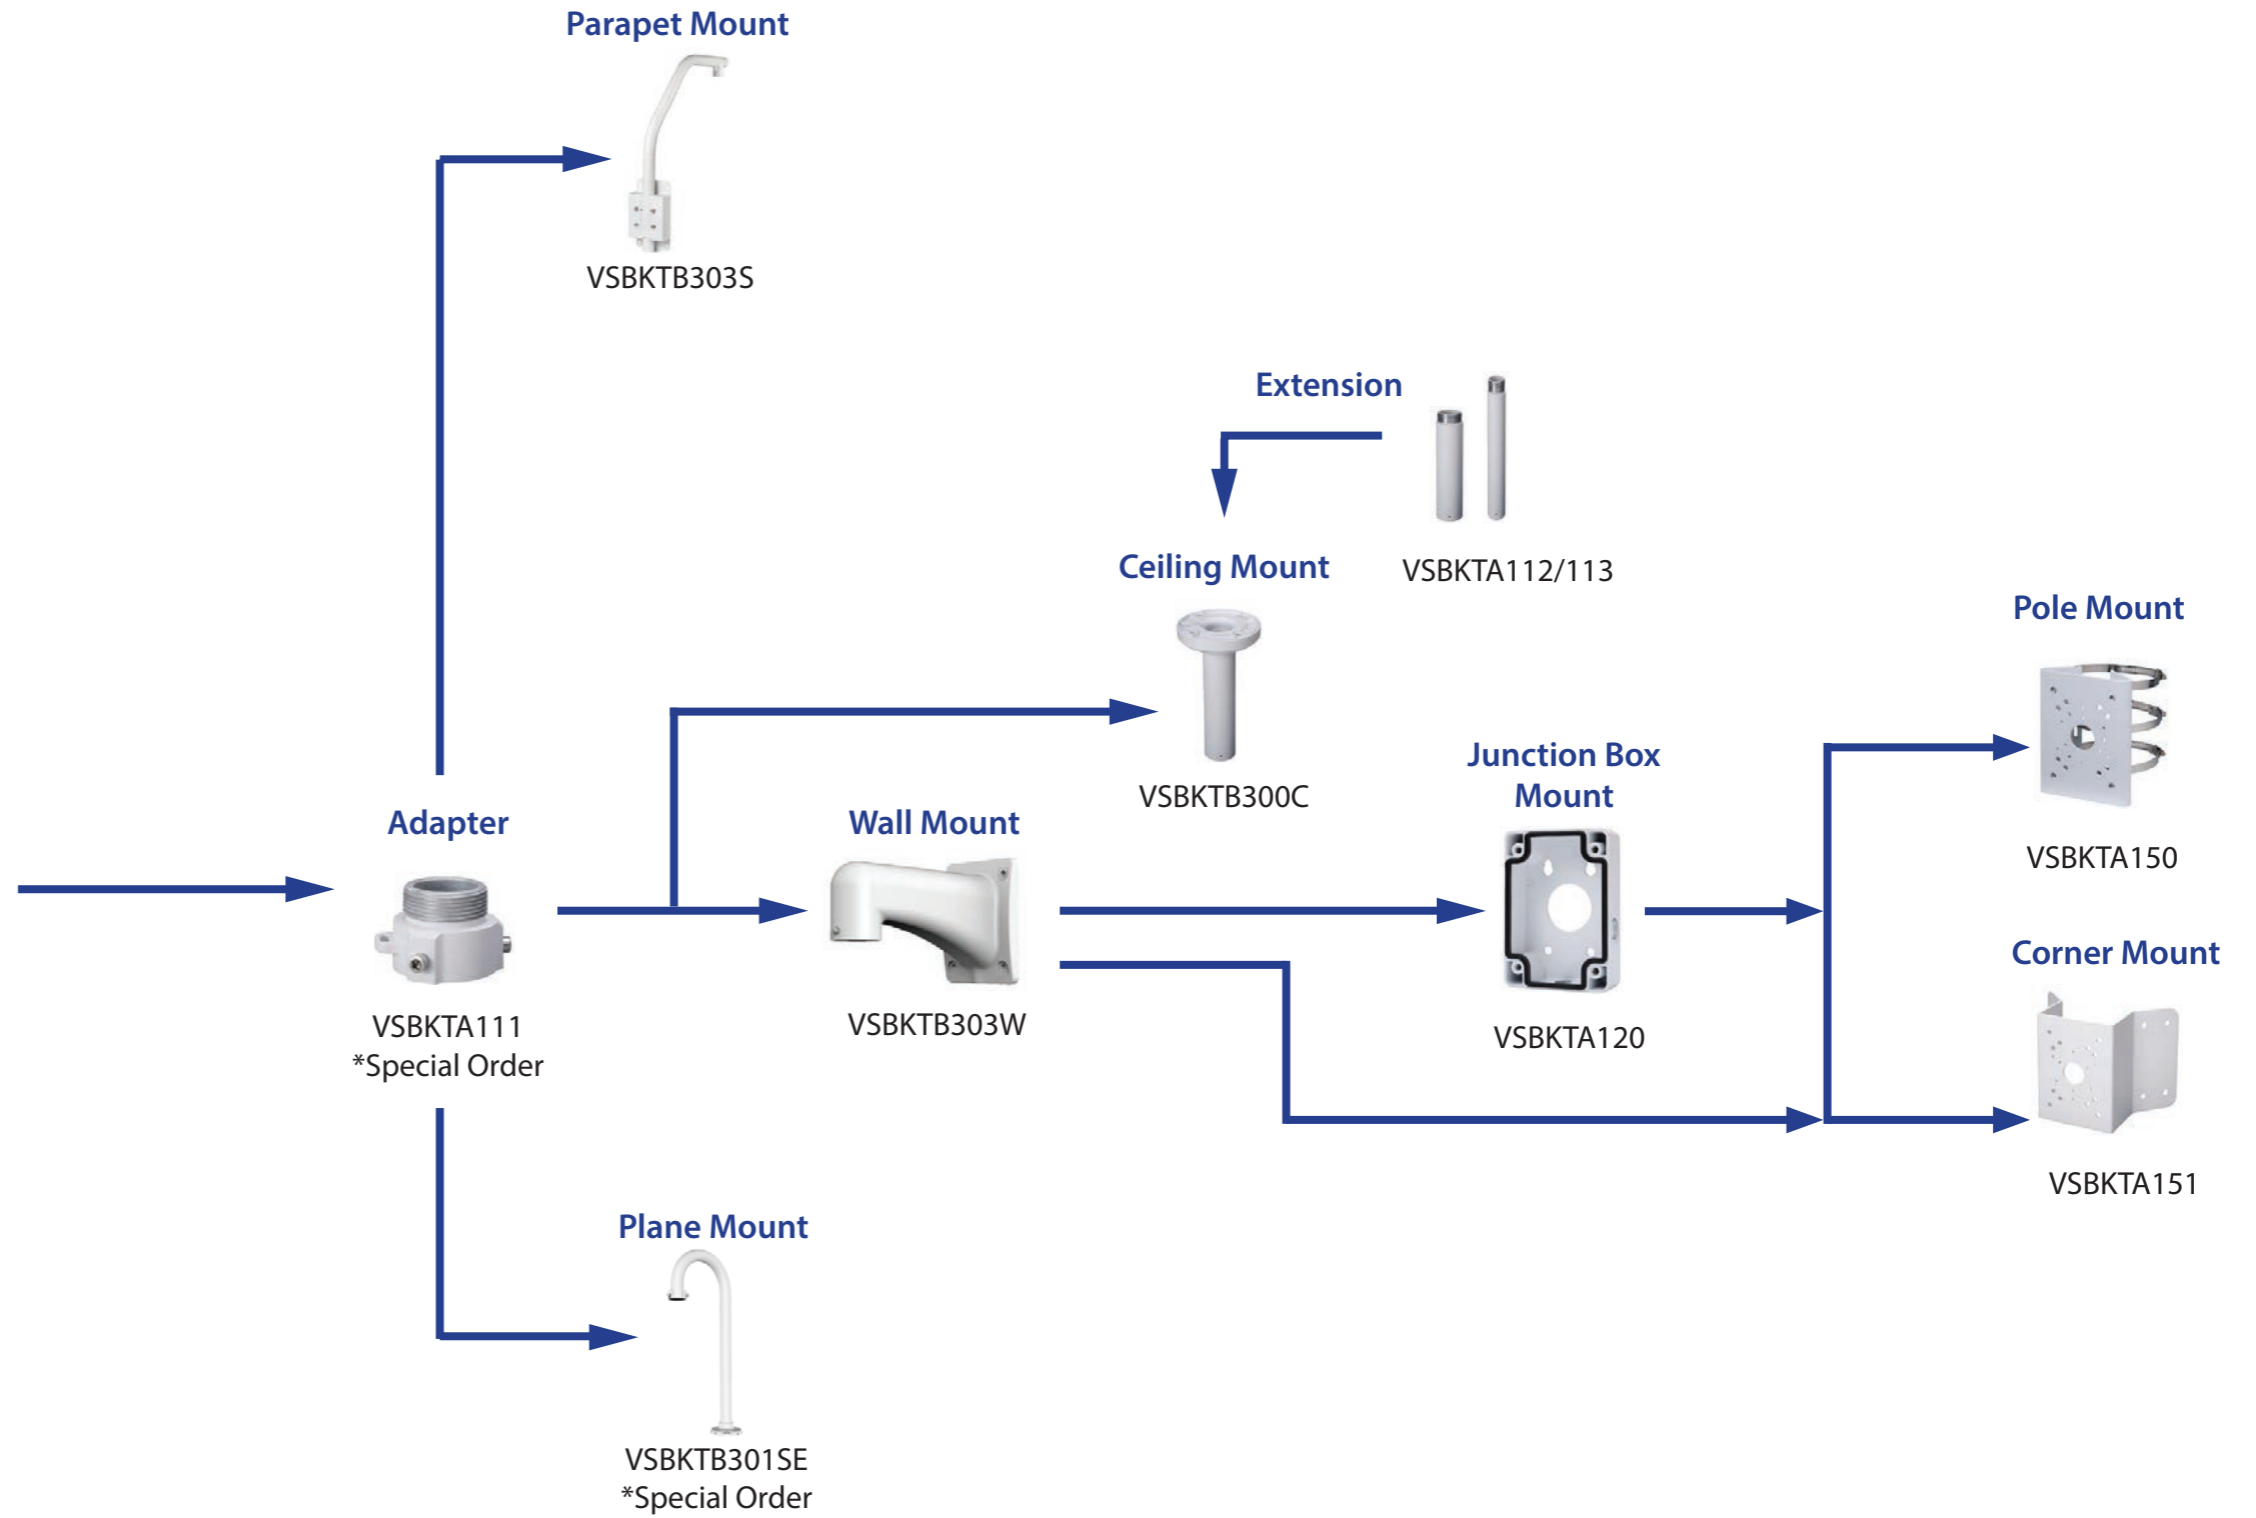 Parapet Mount
VSBKTB303S
Extension
VSBKTA112/113
Ceiling Mount
VSBKTB300C
Pole Mount
VSBKTA150
Junction Box
Mount
VSBKTA120
Adapter
VSBKTA111
*Special Order
Wall Mount
VSBKTB303W
Corner Mount
VSBKTA151
Plane Mount
VSBKTB301SE
*Special Order